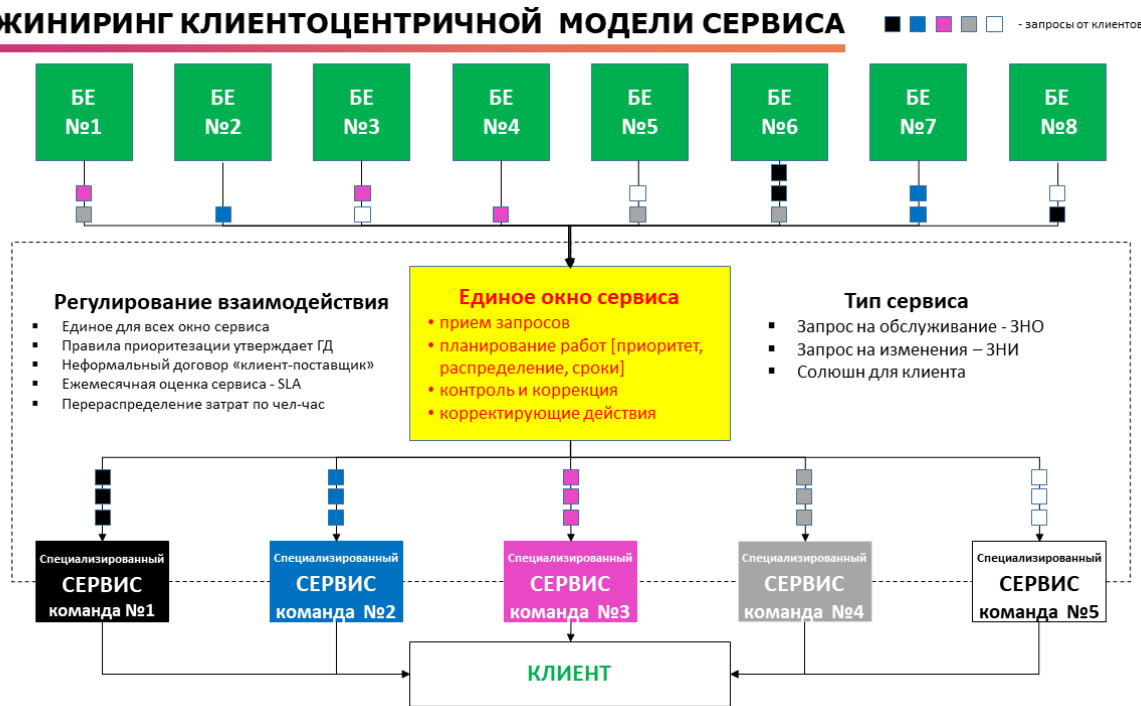 ЖИНИРИНГ КЛИЕНТОЦЕНТРИЧНОЙ МОДЕЛИ СЕРВИСА
- запросы от клиентов
БЕ
№1
БЕ
№2
БЕ
№3
БЕ
№4
БЕ
№5
БЕ
№6
БЕ
№7
БЕ
№8
Регулирование взаимодействия
▪ Единое для всех окно сервиса
▪ Правила приоритезации утверждает ГД
▪ Неформальный договор «клиент-поставщик»
▪ Ежемесячная оценка сервиса - SLA
▪ Перераспределение затрат по чел-час
Единое окно сервиса
• прием запросов
• планирование работ [приоритет,
распределение, сроки]
• контроль и коррекция
• корректирующие действия
Тип сервиса
▪ Запрос на обслуживание - ЗНО
▪ Запрос на изменения – ЗНИ
▪ Солюшн для клиента
Специализированный
СЕРВИС
команда №1
Специализированный
СЕРВИС
команда №2
Специализированный
СЕРВИС
команда №3
Специализированный
СЕРВИС
команда №4
Специализированный
СЕРВИС
команда №5
КЛИЕНТ